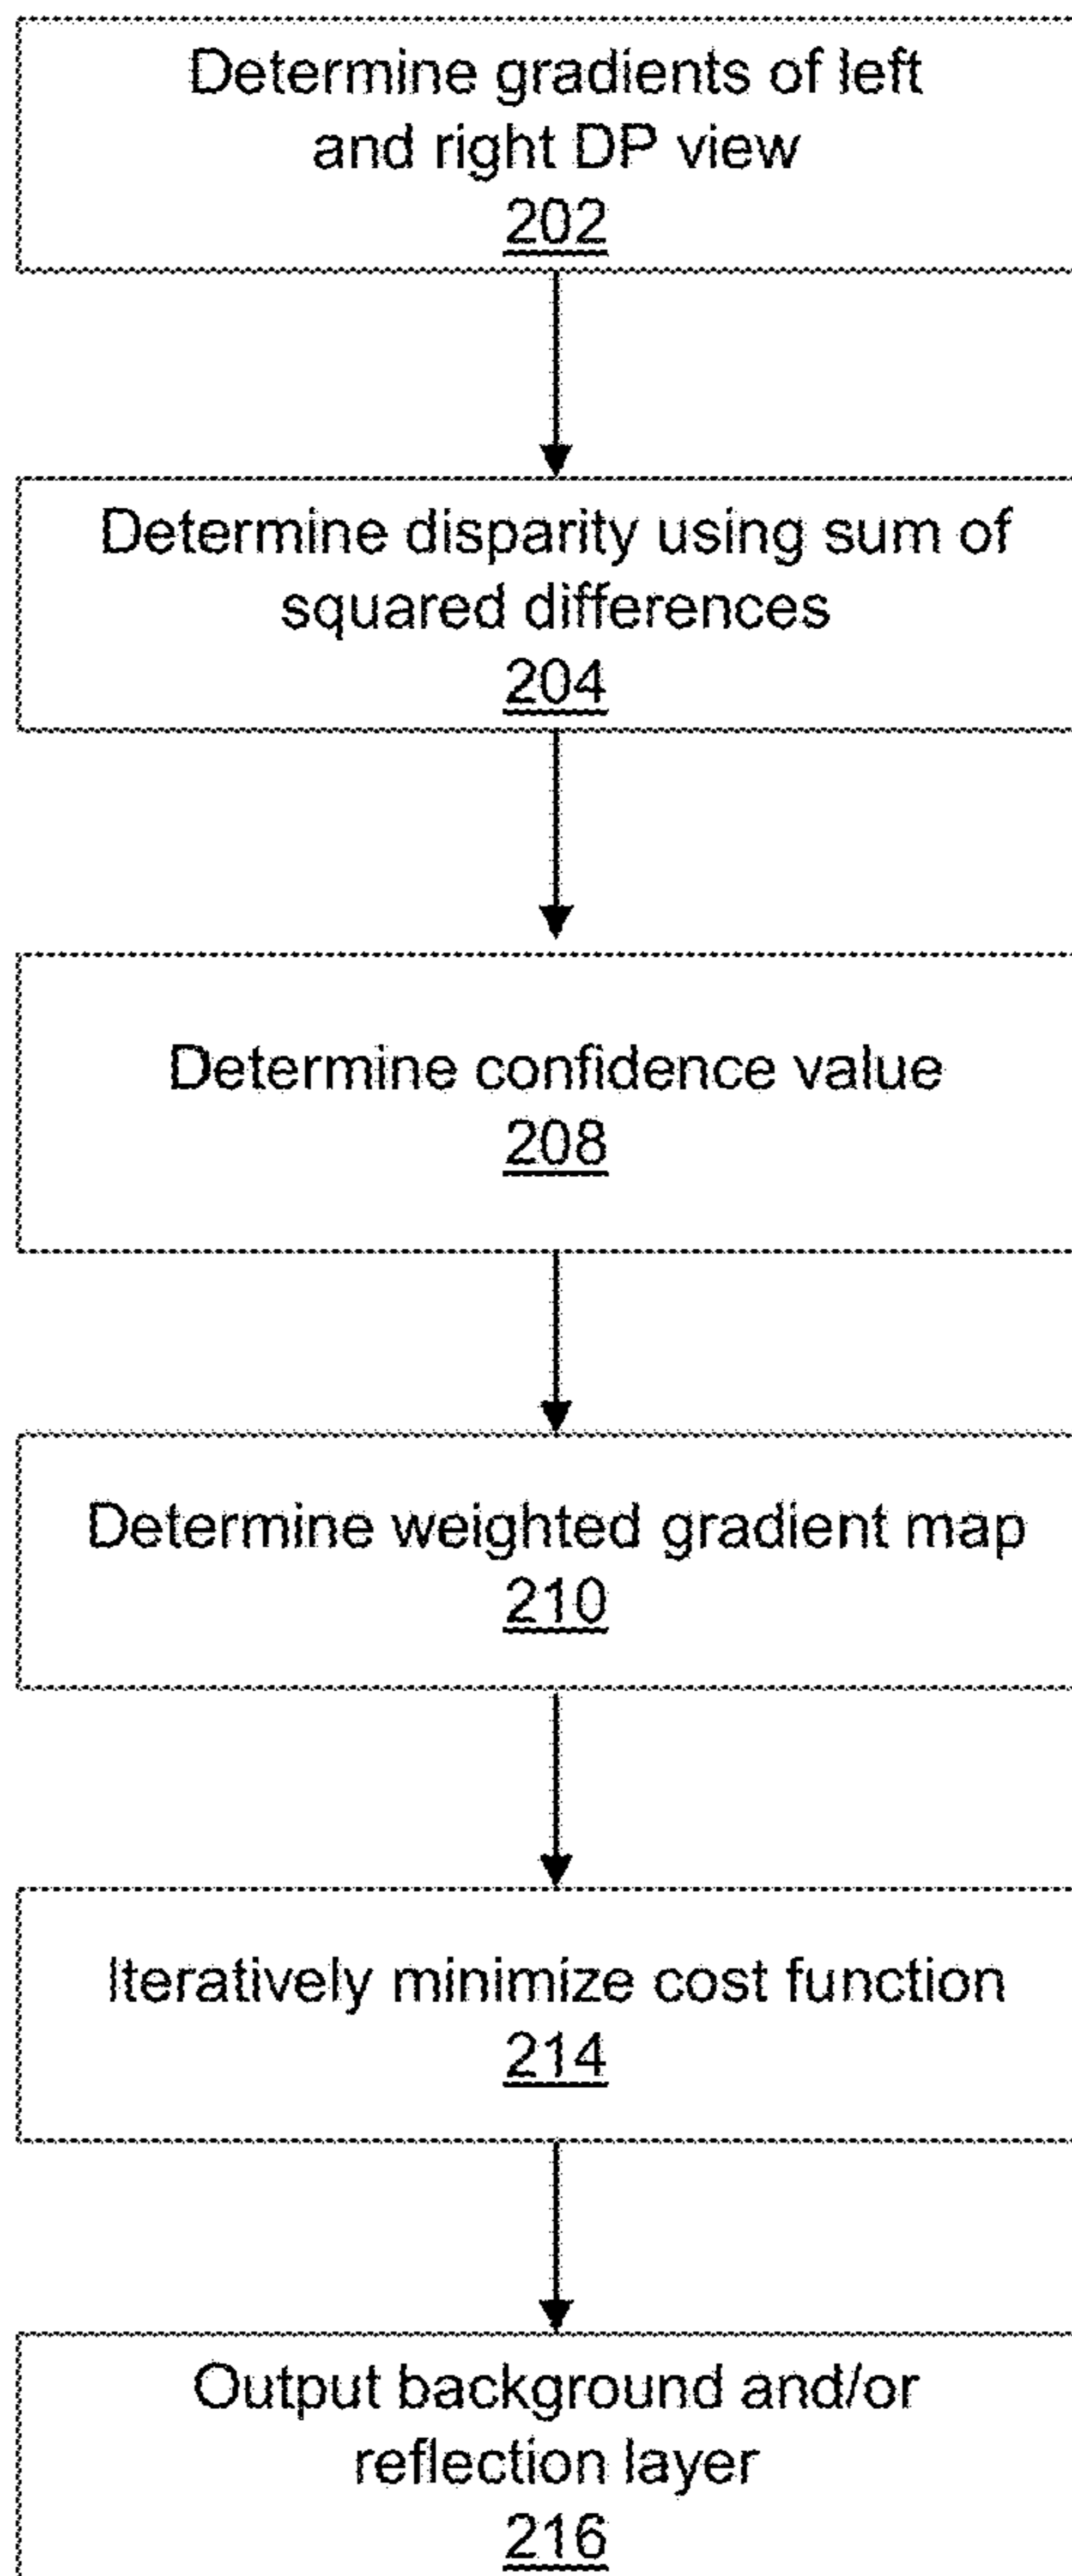 Determine gradients of left
and right DP view
202
Determine disparity using sum of
squared differences
204
Determine confidence value
208
Determine weighted gradient map
210
Iteratively minimize cost function
214
Output background and/or
reflection layer
216